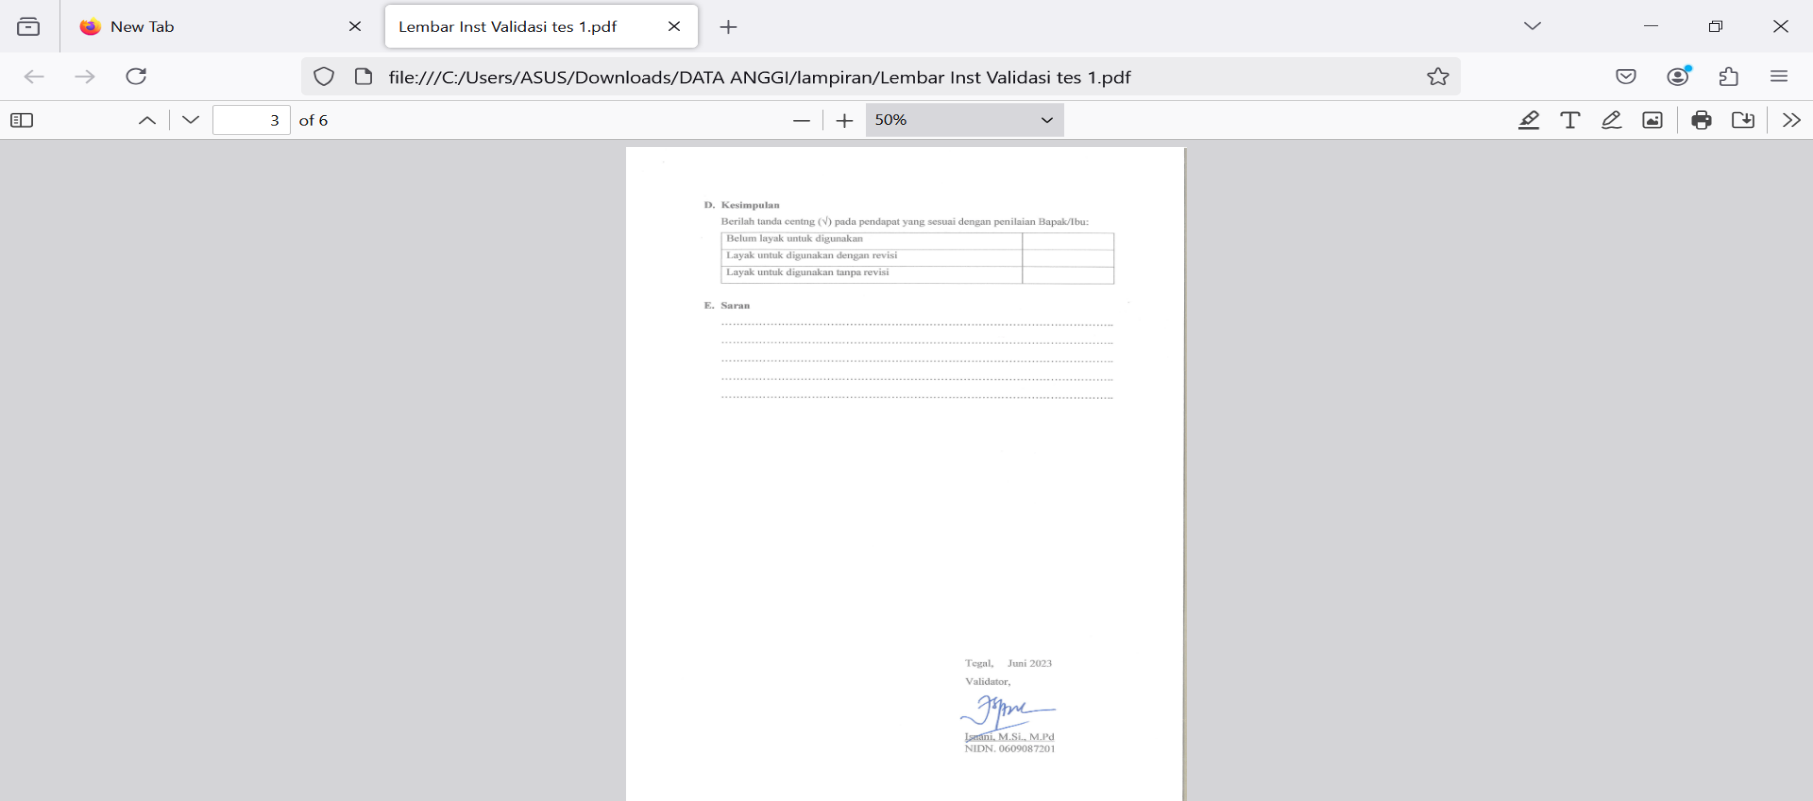 New Tab
Lembar Inst Validasi tes 1.pdf
file:///C:/Users/ASUS/Downloads/DATA ANGGI/lampiran/Lembar Inst Validasi tes 1.pdf
3 of 6
50%
D. Kesimpulan
Berilah tanda centng (√) pada pendapat yang sesuai dengan penilaian Bapak/Ibu:
Belum layak untuk digunakan
Layak untuk digunakan dengan revisi
Layak untuk digunakan tanpa revisi
E. Saran
Tegal, Juni 2023
Validator,
Isnani, M.Si., M.Pd
NIDN. 0609087201